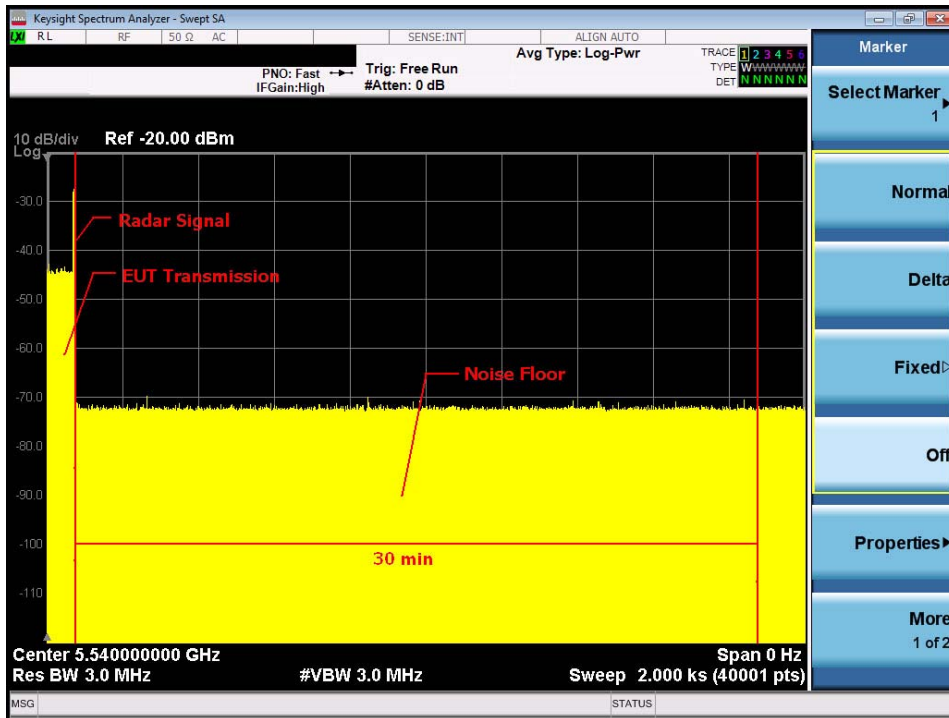 Keysight Spectrum Analyzer - Swept SA
LXI RL RF 50 Ω AC SENSE:INT ALIGN AUTO
Avg Type: Log-Pwr
TRACE 1 2 3 4 5 6
TYPE WWWWWW
DET N N N N N N
PNO: Fast
IFGain:High
Trig: Free Run
#Atten: 0 dB
10 dB/div
Log
Ref -20.00 dBm
-30.0
-40.0
-50.0
-60.0
-70.0
-80.0
-90.0
-100
-110
Radar Signal
EUT Transmission
Noise Floor
30 min
Center 5.540000000 GHz
Span 0 Hz
Res BW 3.0 MHz
#VBW 3.0 MHz
Sweep 2.000 ks (40001 pts)
MSG
STATUS
Marker
Select Marker
1
Normal
Delta
Fixed
Off
Properties
More
1 of 2